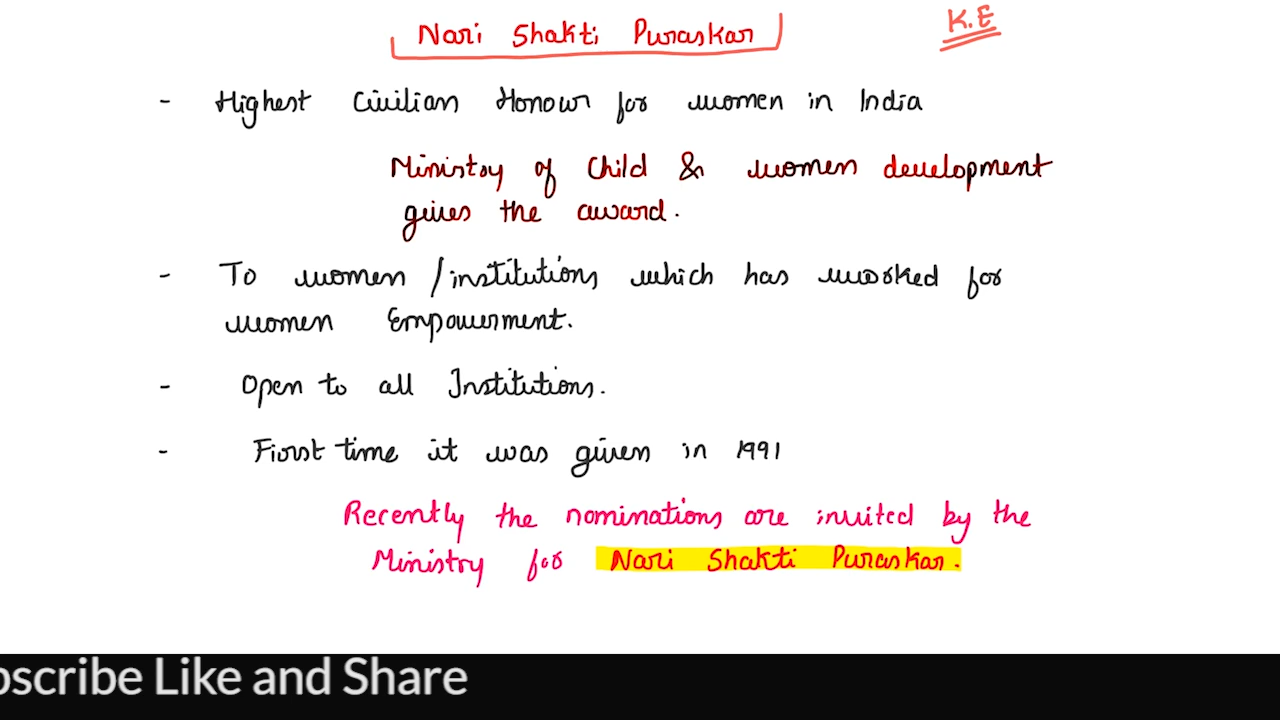 Nari Shakti Puraskar
K.E
- Highest Civilian Honour for women in India
Ministry of Child & women development
gives the award.
- To women / institutions which has worked for
women Empowerment.
- Open to all Institutions.
- First time it was given in 1991
Recently the nominations are invited by the
Ministry for Nari Shakti Puraskar.
bscribe Like and Share